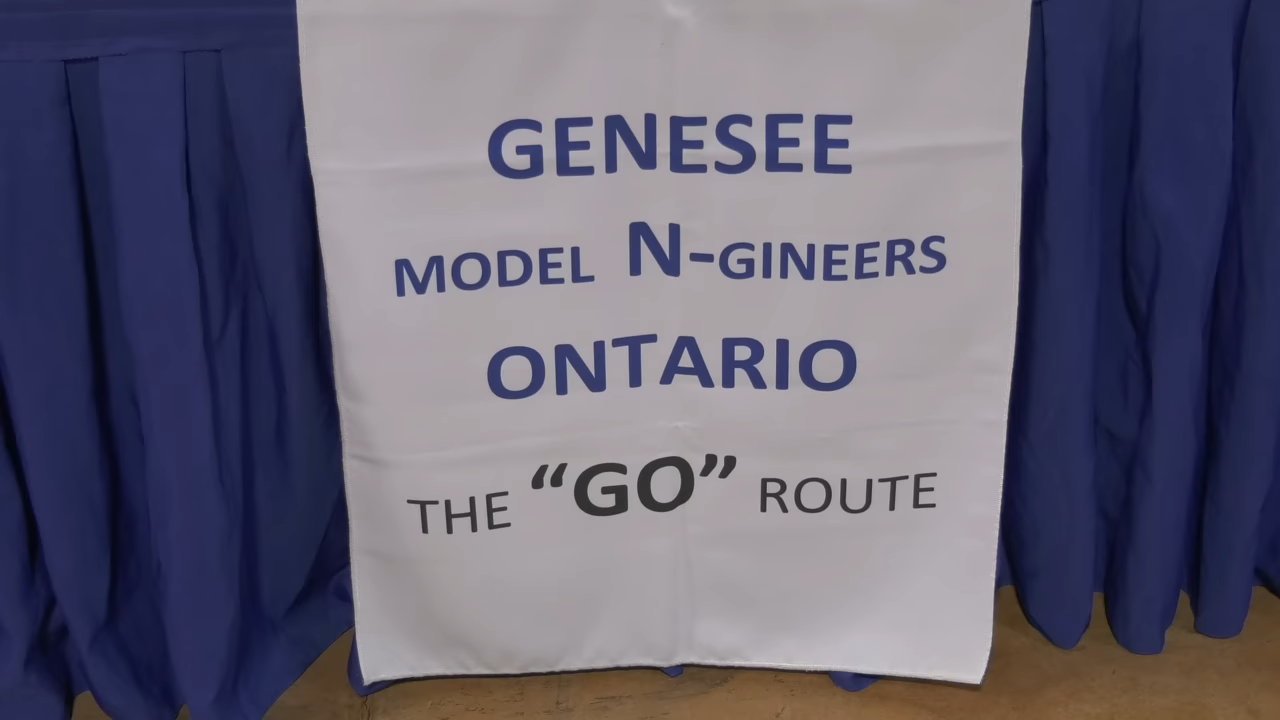 GENESEE
MODEL N-GINEERS
ONTARIO
THE “GO” ROUTE